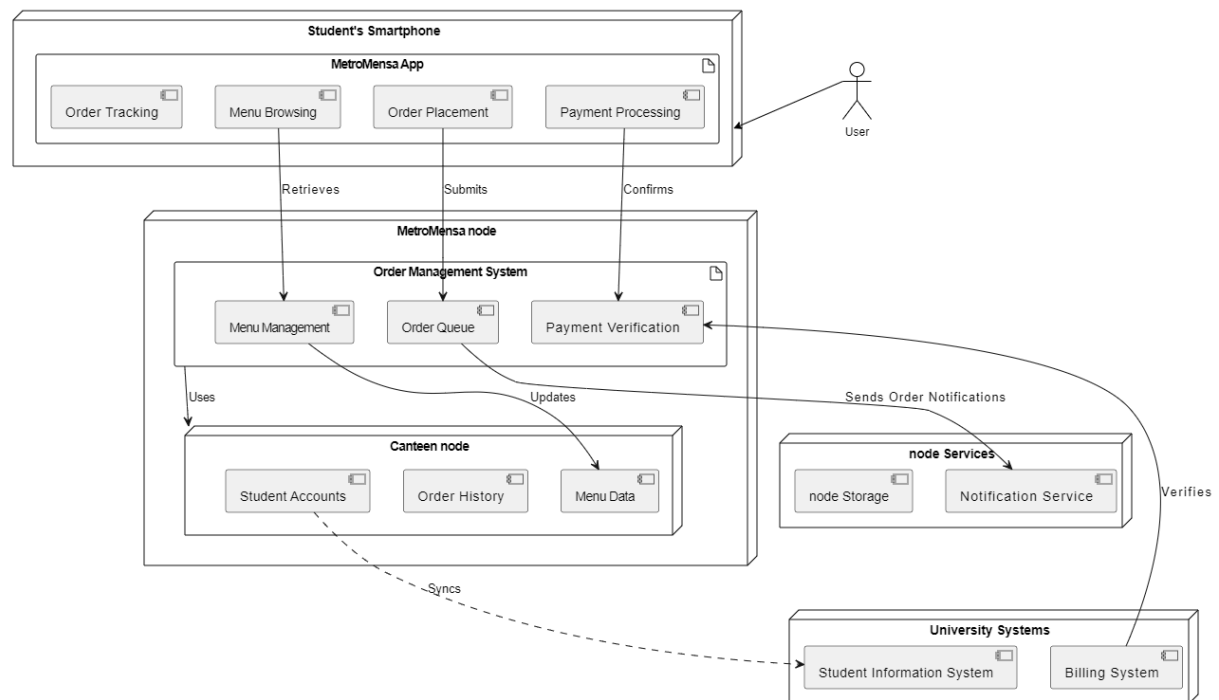 Student's Smartphone
MetroMensa App
Order Tracking
Menu Browsing
Order Placement
Payment Processing
User
Retrieves
Submits
Confirms
MetroMensa node
Order Management System
Menu Management
Order Queue
Payment Verification
Uses
Updates
Sends Order Notifications
Canteen node
Student Accounts
Order History
Menu Data
node Services
node Storage
Notification Service
Verifies
Syncs
University Systems
Student Information System
Billing System